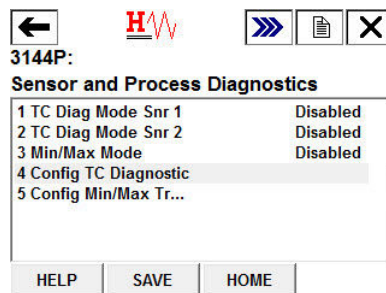 H
3144P:
Sensor and Process Diagnostics
1 TC Diag Mode Snr 1 Disabled
2 TC Diag Mode Snr 2 Disabled
3 Min/Max Mode Disabled
4 Config TC Diagnostic
5 Config Min/Max Tr...
HELP SAVE HOME